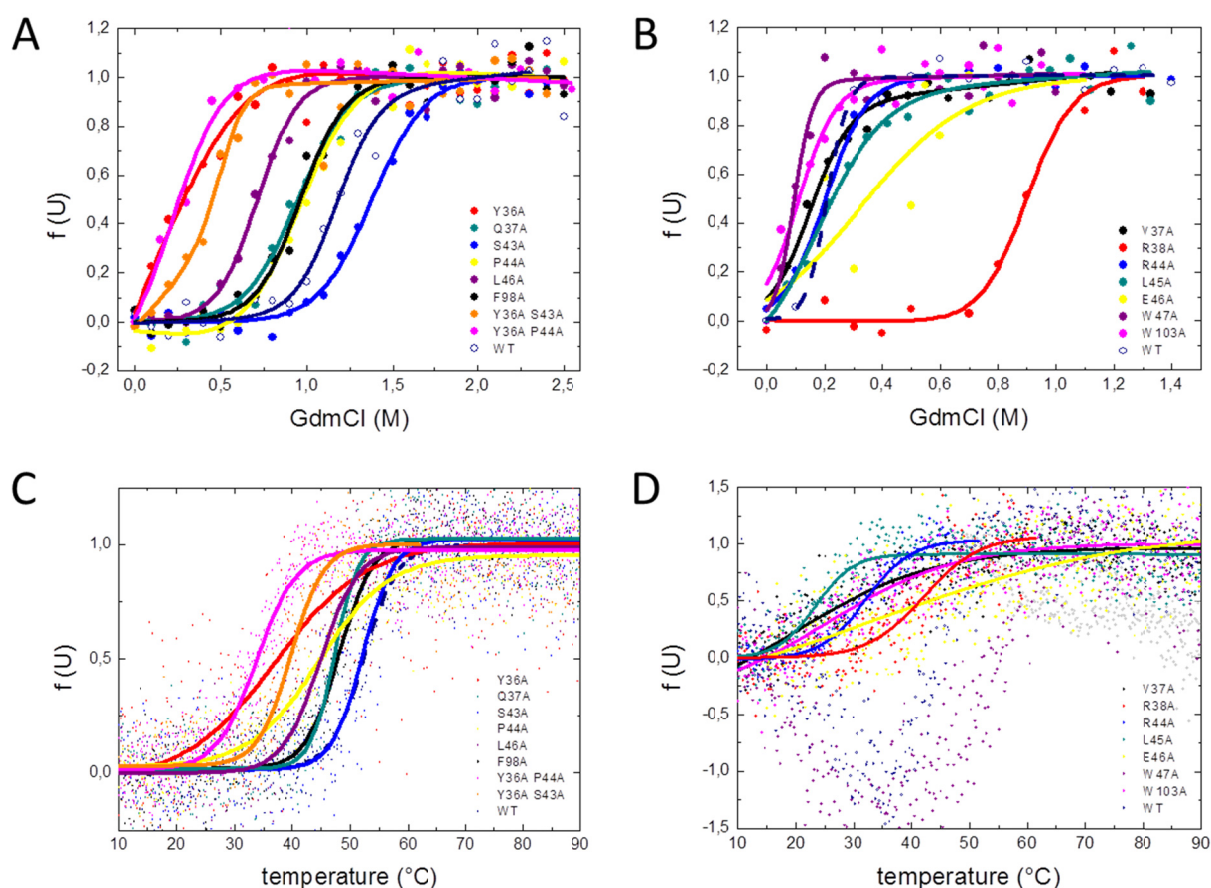 A
1,2
1,0
0,8
0,6
0,4
0,2
0,0
-0,2
f (U)
Y36A
Q37A
S43A
P44A
L46A
F98A
Y36A S43A
Y36A P44A
WT
0,0 0,5 1,0 1,5 2,0 2,5
GdmCl (M)
B
1,2
1,0
0,8
0,6
0,4
0,2
0,0
-0,2
f (U)
Y37A
R38A
R44A
L45A
E46A
W47A
W103A
WT
0,0 0,2 0,4 0,6 0,8 1,0 1,2 1,4
GdmCl (M)
C
1,0
0,5
0,0
f (U)
Y36A
Q37A
S43A
P44A
L46A
F98A
Y36A P44A
Y36A S43A
WT
10 20 30 40 50 60 70 80 90
temperature (°C)
D
1,5
1,0
0,5
0,0
-0,5
-1,0
-1,5
f (U)
Y37A
R38A
R44A
L45A
E46A
W47A
W103A
WT
10 20 30 40 50 60 70 80 90
temperature (°C)